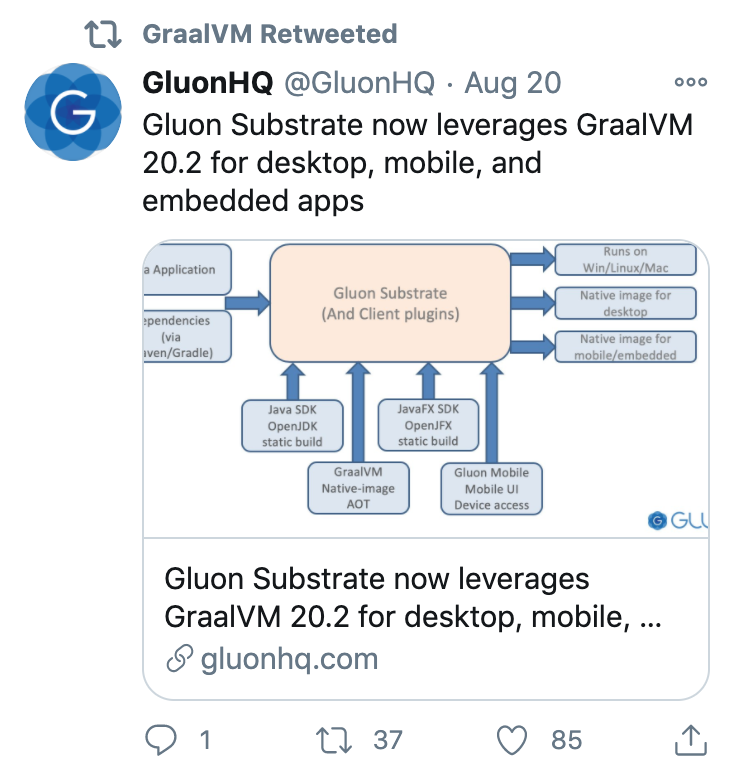 GraalVM Retweeted
GluonHQ @GluonHQ · Aug 20
Gluon Substrate now leverages GraalVM
20.2 for desktop, mobile, and
embedded apps
a Application
ependencies
(via
aven/Gradle)
Gluon Substrate
(And Client plugins)
Runs on
Win/Linux/Mac
Native image for
desktop
Native image for
mobile/embedded
Java SDK
OpenJDK
static build
JavaFX SDK
OpenJFX
static build
GraalVM
Native-image
AOT
Gluon Mobile
Mobile UI
Device access
GLU
Gluon Substrate now leverages
GraalVM 20.2 for desktop, mobile, ...
gluonhq.com
1 37 85